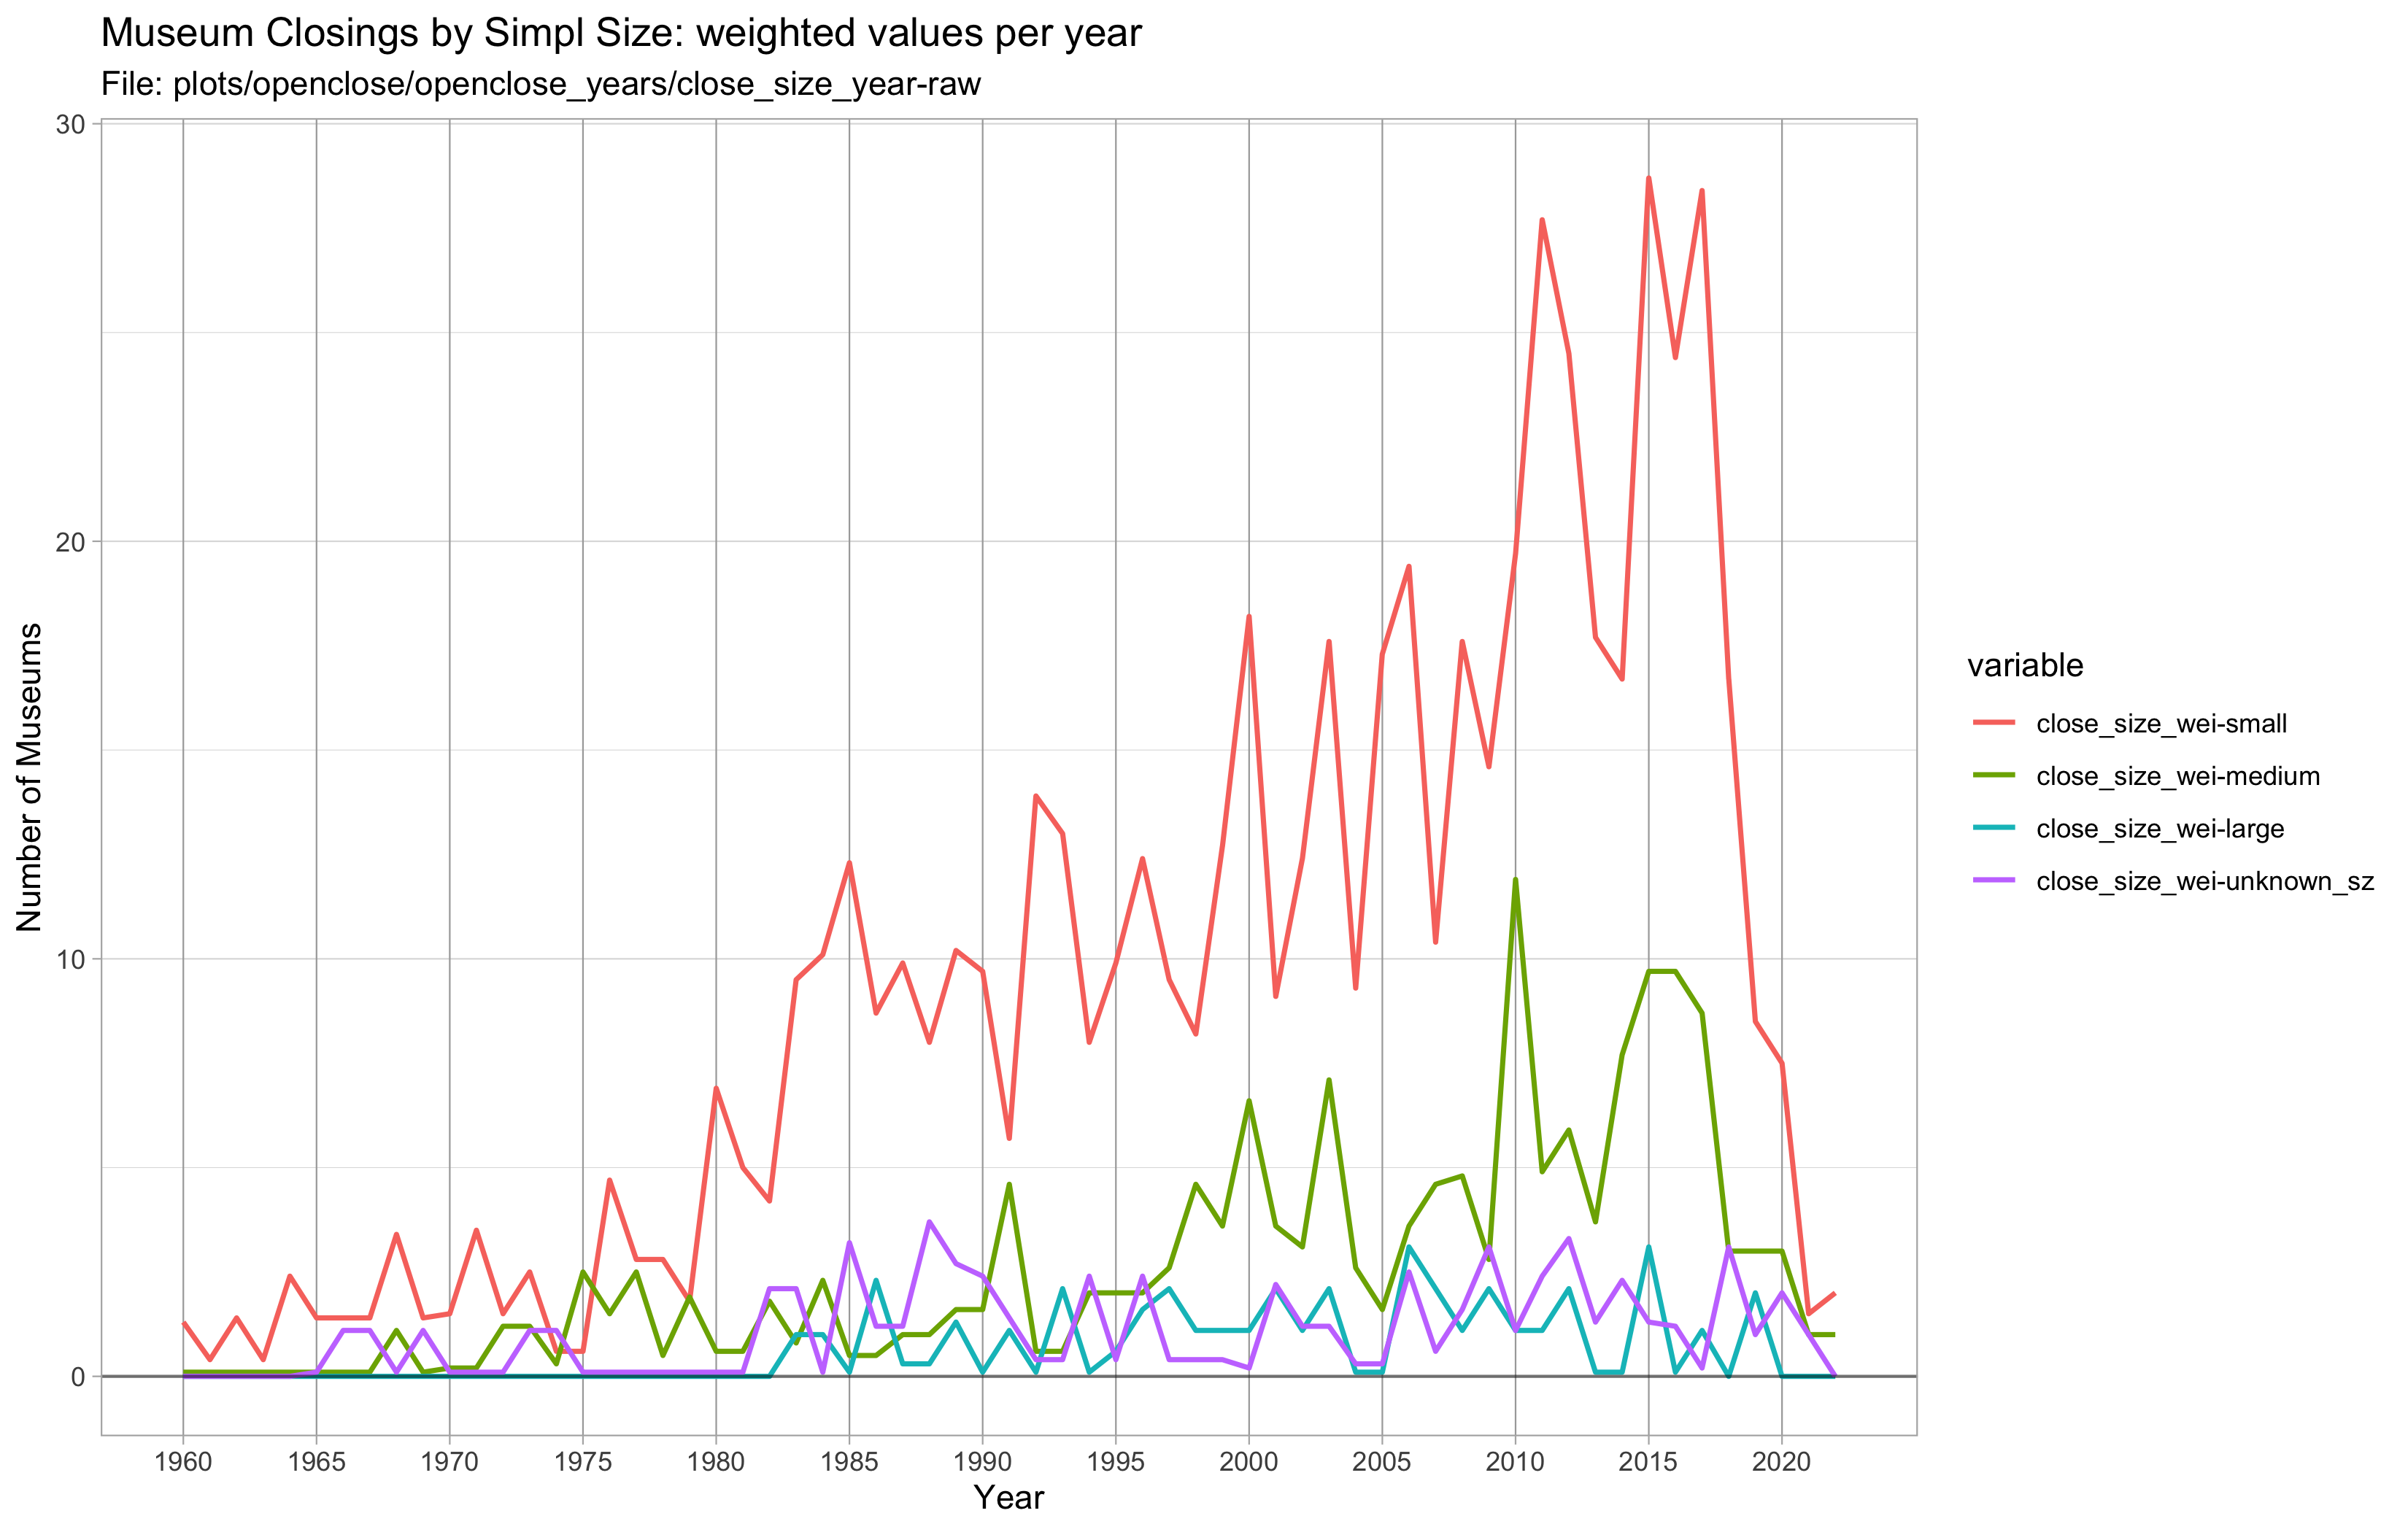 Museum Closings by Simpl Size: weighted values per year
File: plots/openclose/openclose_years/close_size_year-raw
30
20
10
0
Number of Museums
1960 1965 1970 1975 1980 1985 1990 1995 2000 2005 2010 2015 2020
Year
variable
close_size_wei-small
close_size_wei-medium
close_size_wei-large
close_size_wei-unknown_sz